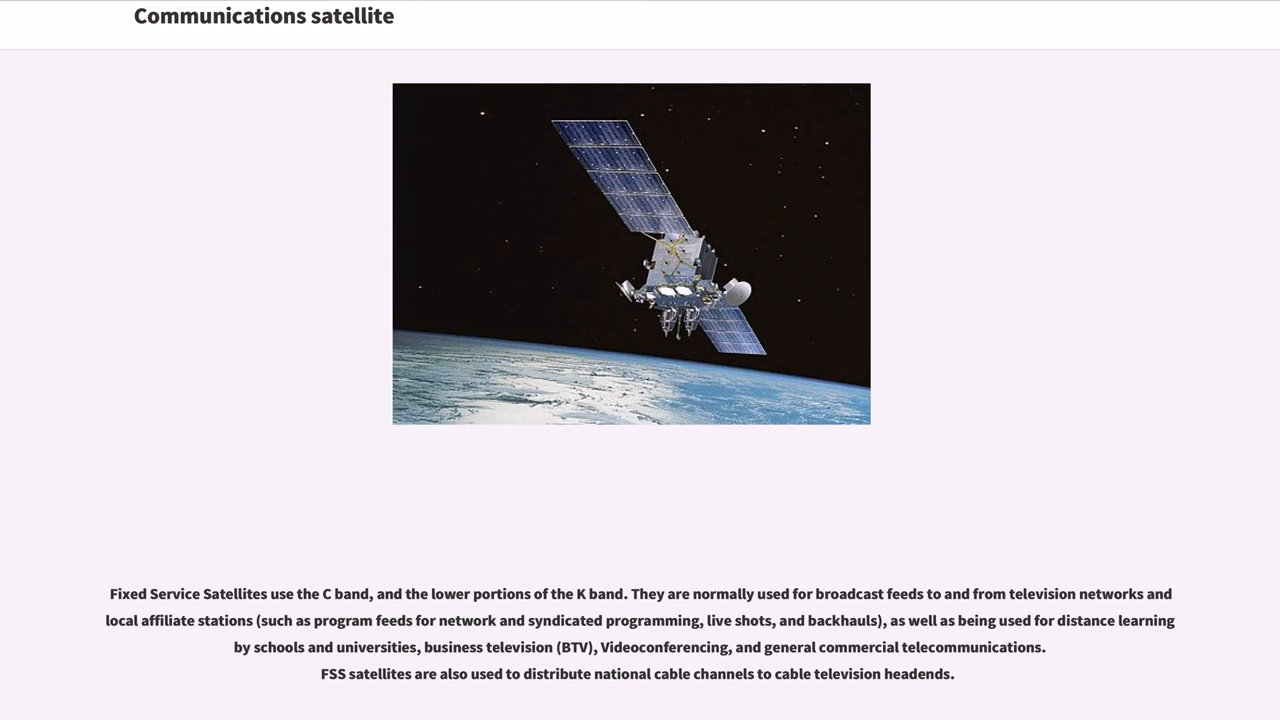 Communications satellite
Fixed Service Satellites use the C band, and the lower portions of the K band. They are normally used for broadcast feeds to and from television networks and
local affiliate stations (such as program feeds for network and syndicated programming, live shots, and backhauls), as well as being used for distance learning
by schools and universities, business television (BTV), Videoconferencing, and general commercial telecommunications.
FSS satellites are also used to distribute national cable channels to cable television headends.